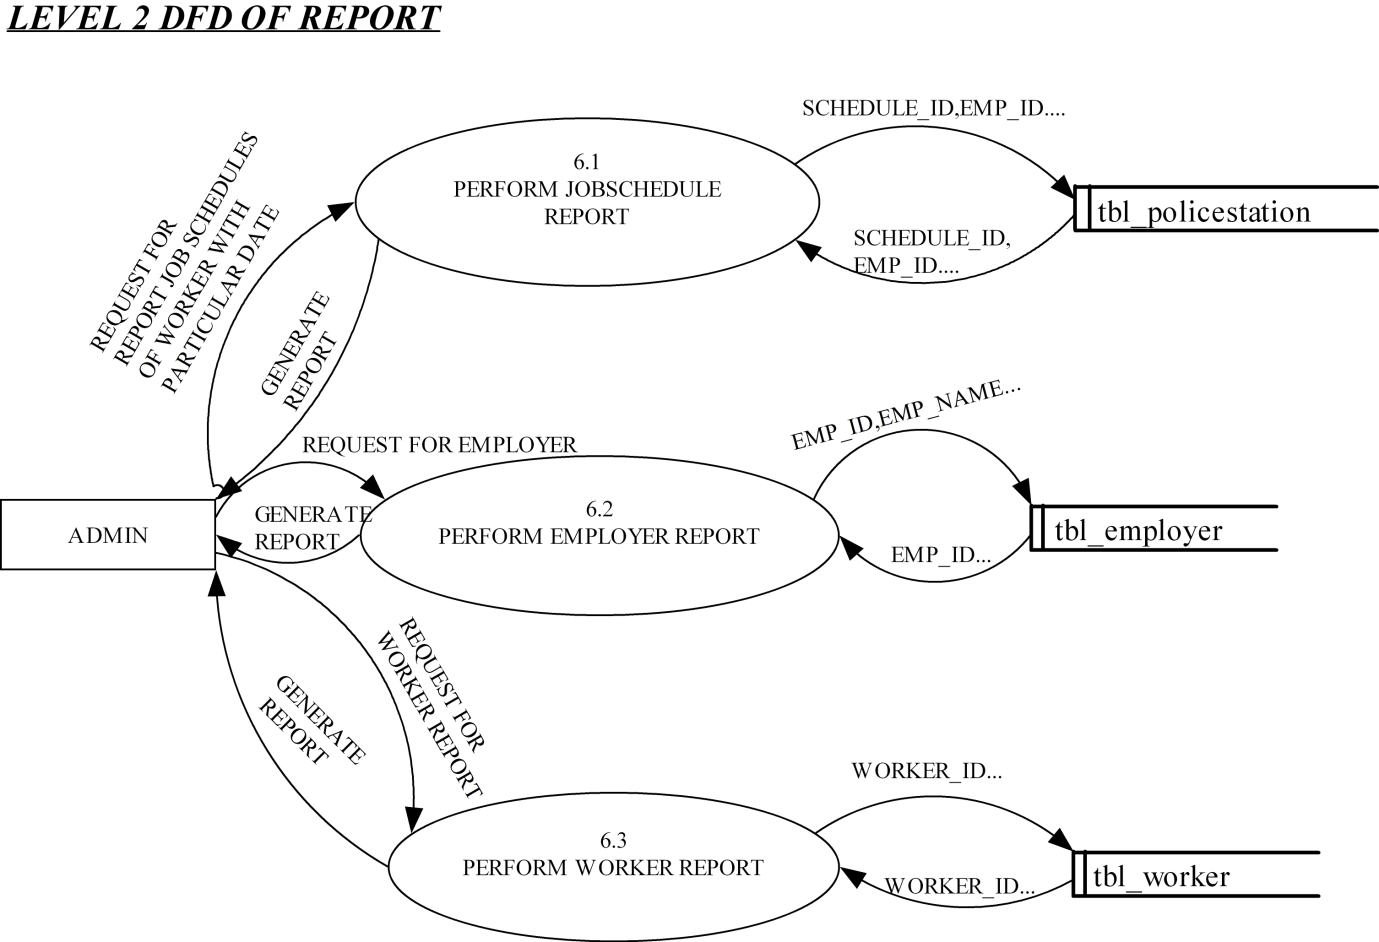 LEVEL 2 DFD OF REPORT
SCHEDULE_ID,EMP_ID....
6.1
PERFORM JOBSCHEDULE
REPORT
tbl_policestation
SCHEDULE_ID,
EMP_ID....
REQUEST FOR
REPORT JOB SCHEDULES
OF WORKER WITH
PARTICULAR DATE
GENERATE
REPORT
EMP_ID,EMP_NAME...
REQUEST FOR EMPLOYER
6.2
PERFORM EMPLOYER REPORT
GENERATE
REPORT
ADMIN
tbl_employer
EMP_ID...
REQUEST FOR
WORKER REPORT
GENERATE
REPORT
WORKER_ID...
6.3
PERFORM WORKER REPORT
tbl_worker
WORKER_ID...